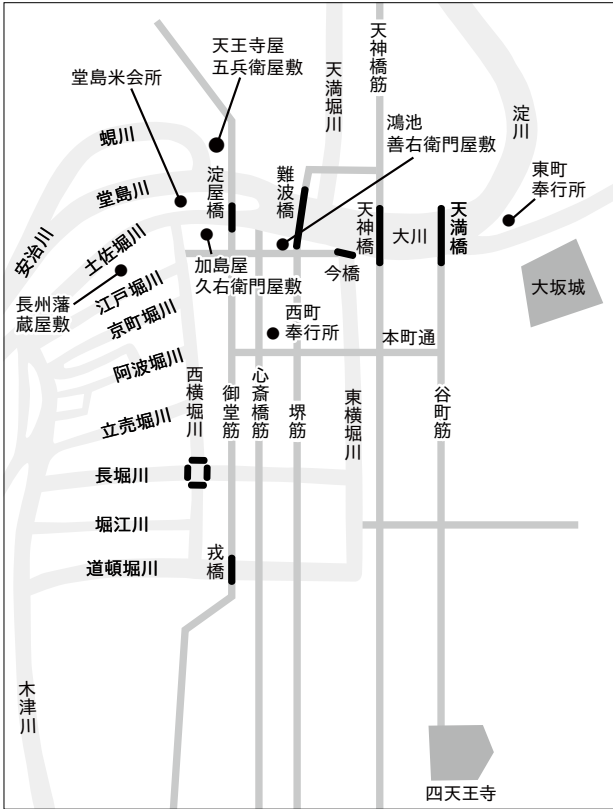 天王寺屋
五兵衛屋敷
堂島米会所
天満堀川
天神橋筋
淀川
蜆川
鴻池
善右衛門屋敷
東町
奉行所
堂島川
淀屋橋
難波橋
天神橋
大川
天満橋
安治川
土佐堀川
加島屋
久右衛門屋敷
今橋
大坂城
長州藩
蔵屋敷
江戸堀川
京町堀川
西町
奉行所
本町通
阿波堀川
西横堀川
御堂筋
心斎橋筋
堺筋
東横堀川
谷町筋
立売堀川
長堀川
堀江川
道頓堀川
戎橋
木津川
四天王寺